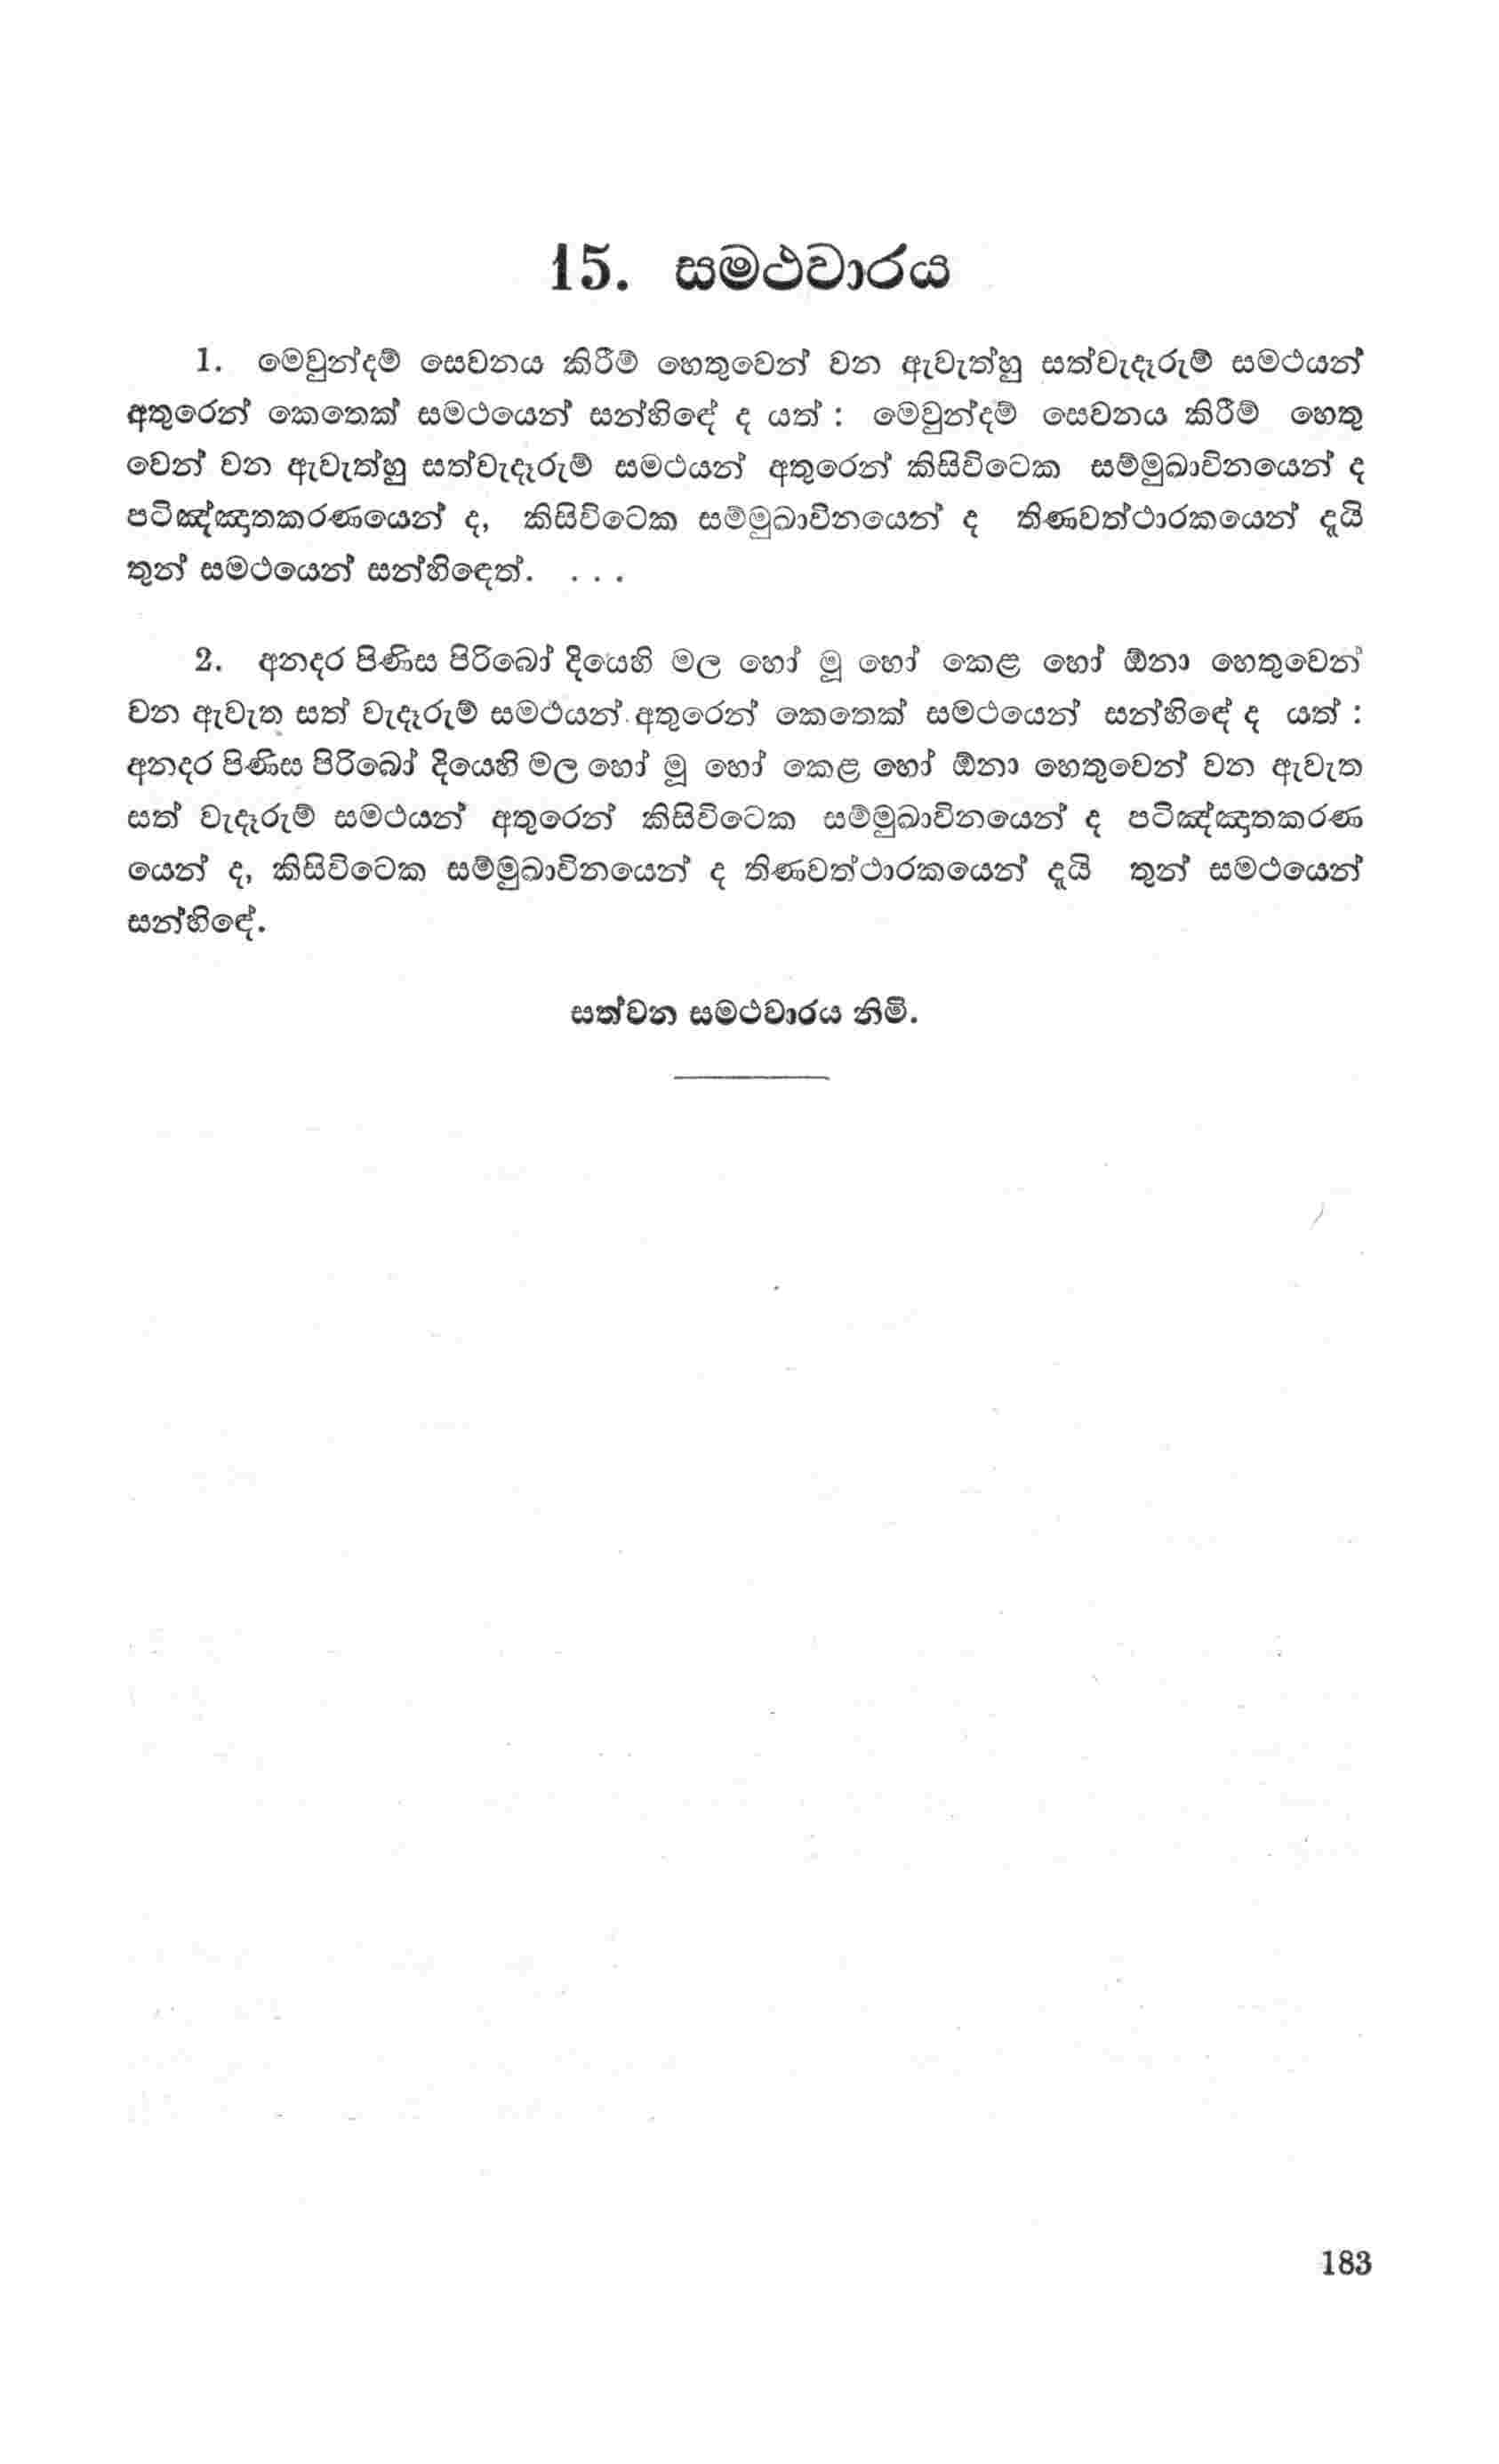 15. සමථවාරය
1. මෙවුන්දම් සෙවනය කිරීම් හෙතුවෙන් වන ඇවැත්හු සත්වැදෑරුම් සමථයන්
අතුරෙන් කෙතෙක් සමථයෙන් සන්හිඳේ ද යත් : මෙවුන්දම් සෙවනය කිරීම් හෙතු
වෙන් වන ඇවැත්හු සත්වැදෑරුම් සමථයන් අතුරෙන් කිසිවිටෙක සම්මුඛාවිනයෙන් ද
පටිඤ්ඤාතකරණයෙන් ද, කිසිවිටෙක සම්මුඛාවිනයෙන් ද තිණවත්ථාරකයෙන් දැයි
තුන් සමථයෙන් සන්හිඳෙත්. . . .
2. අනදර පිණිස පිරිබෝ දියෙහි මල හෝ මූ හෝ කෙළ හෝ ඕනා හෙතුවෙන්
වන ඇවැත සත් වැදෑරුම් සමථයන් අතුරෙන් කෙතෙක් සමථයෙන් සන්හිඳේ ද යත් :
අනදර පිණිස පිරිබෝ දියෙහි මල හෝ මූ හෝ කෙළ හෝ ඕනා හෙතුවෙන් වන ඇවැත
සත් වැදෑරුම් සමථයන් අතුරෙන් කිසිවිටෙක සම්මුඛාවිනයෙන් ද පටිඤ්ඤාතකරණ
යෙන් ද, කිසිවිටෙක සම්මුඛාවිනයෙන් ද තිණවත්ථාරකයෙන් දැයි තුන් සමථයෙන්
සන්හිඳේ.
සත්වන සමථවාරය නිමි.
183